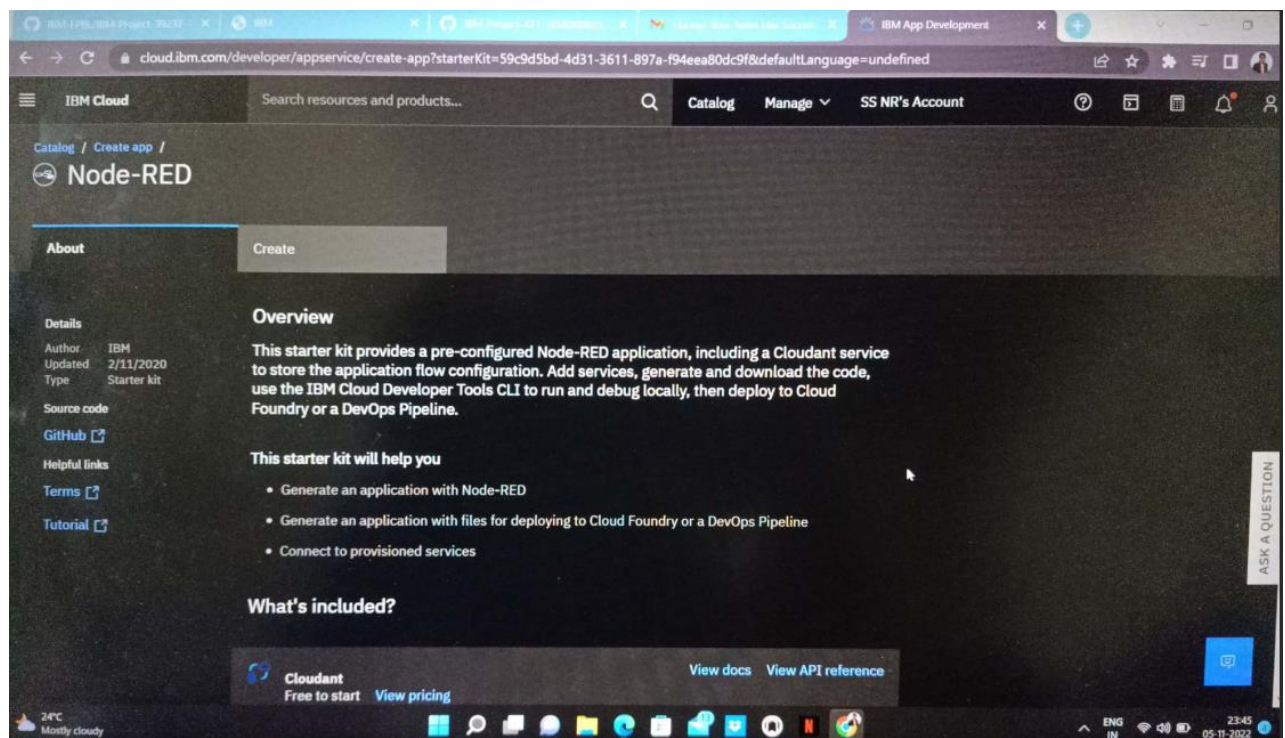 IBM App Development
cloud.ibm.com/developer/appservice/create-app?starterKit=59c9d5bd-4d31-3611-897a-f94eea80dc9f&defaultLanguage=undefined
IBM Cloud
Search resources and products...
Catalog
Manage
SS NR's Account
Catalog / Create app /
Node-RED
About
Create
Details
Author IBM
Updated 2/11/2020
Type Starter kit
Source code
GitHub
Helpful links
Terms
Tutorial
Overview
This starter kit provides a pre-configured Node-RED application, including a Cloudant service
to store the application flow configuration. Add services, generate and download the code,
use the IBM Cloud Developer Tools CLI to run and debug locally, then deploy to Cloud
Foundry or a DevOps Pipeline.
This starter kit will help you
• Generate an application with Node-RED
• Generate an application with files for deploying to Cloud Foundry or a DevOps Pipeline
• Connect to provisioned services
What's included?
Cloudant
Free to start View pricing
View docs View API reference
ASK A QUESTION
24°C
Mostly cloudy
ENG
IN
23:45
05-11-2022